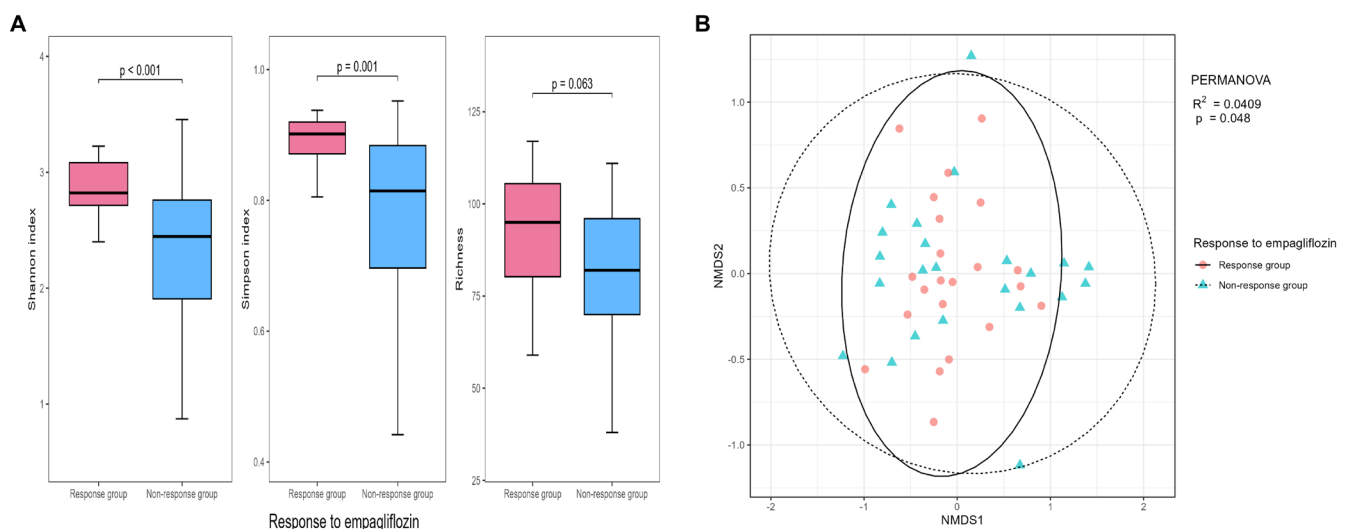 A
Shannon index
4
3
2
1
p < 0.001
Response group
Non-response group
Simpson index
1.0
0.8
0.6
0.4
p = 0.001
Response group
Non-response group
Richness
125
100
75
50
25
p = 0.063
Response group
Non-response group
Response to empagliflozin
B
NMDS2
1.0
0.5
0.0
-0.5
-1.0
-2
-1
0
1
2
NMDS1
PERMANOVA
R² = 0.0409
p = 0.048
Response to empagliflozin
Response group
Non-response group